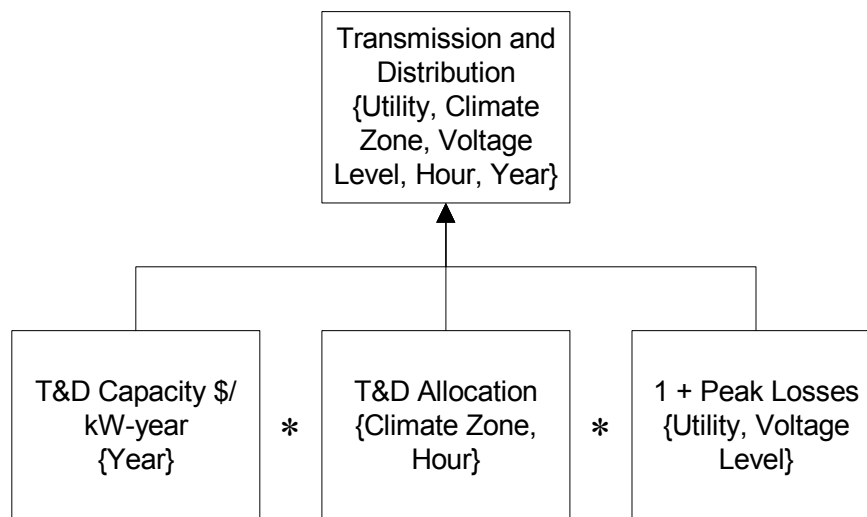 Transmission and
Distribution
{Utility, Climate
Zone, Voltage
Level, Hour, Year}
T&D Capacity $/
kW-year
{Year}
*
T&D Allocation
{Climate Zone,
Hour}
*
1 + Peak Losses
{Utility, Voltage
Level}